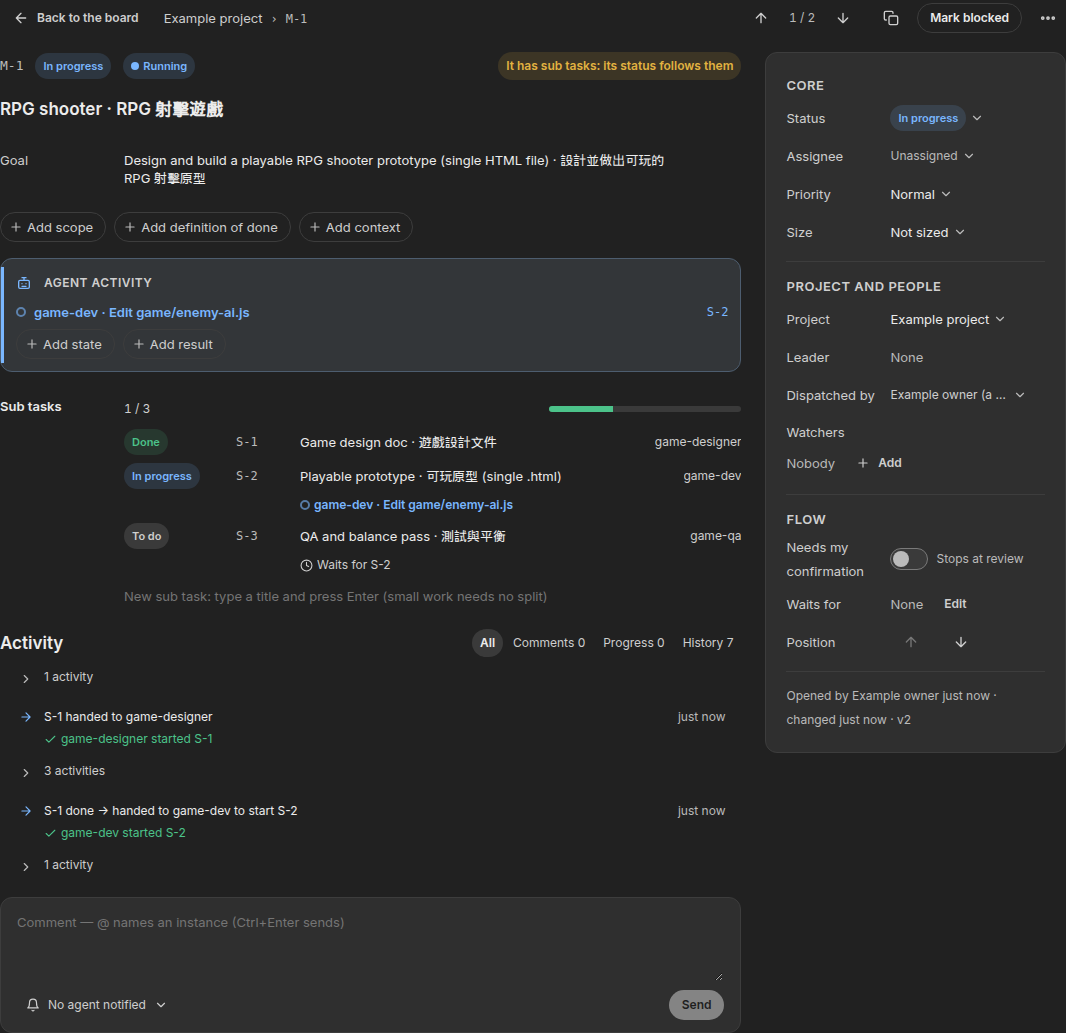 Back to the board
Example project › M-1
1 / 2
Mark blocked
M-1 In progress Running
It has sub tasks: its status follows them
RPG shooter · RPG 射擊遊戲
Goal
Design and build a playable RPG shooter prototype (single HTML file) · 設計並做出可玩的
RPG 射擊原型
Add scope
Add definition of done
Add context
AGENT ACTIVITY
game-dev · Edit game/enemy-ai.js S-2
Add state
Add result
Sub tasks 1 / 3
Done S-1 Game design doc · 遊戲設計文件 game-designer
In progress S-2 Playable prototype · 可玩原型 (single .html) game-dev
game-dev · Edit game/enemy-ai.js
To do S-3 QA and balance pass · 測試與平衡 game-qa
Waits for S-2
New sub task: type a title and press Enter (small work needs no split)
Activity
All Comments 0 Progress 0 History 7
1 activity
S-1 handed to game-designer just now
✓ game-designer started S-1
3 activities
S-1 done → handed to game-dev to start S-2 just now
✓ game-dev started S-2
1 activity
Comment — @ names an instance (Ctrl+Enter sends)
No agent notified
Send
CORE
Status In progress
Assignee Unassigned
Priority Normal
Size Not sized
PROJECT AND PEOPLE
Project Example project
Leader None
Dispatched by Example owner (a ...
Watchers
Nobody + Add
FLOW
Needs my
confirmation
Stops at review
Waits for None Edit
Position
Opened by Example owner just now ·
changed just now · v2